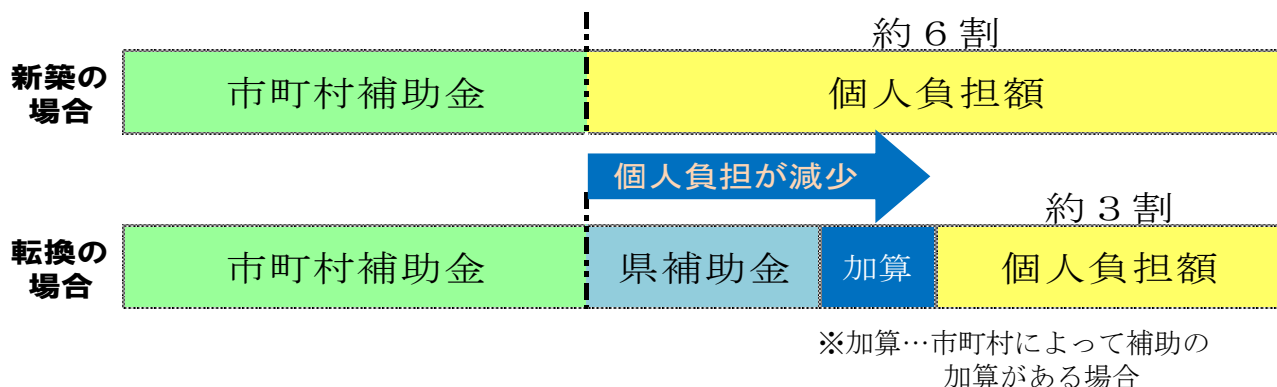 約６割
新築の
場合
市町村補助金
個人負担額
個人負担が減少
約３割
転換の
場合
市町村補助金
県補助金
加算
個人負担額
※加算…市町村によって補助の
加算がある場合